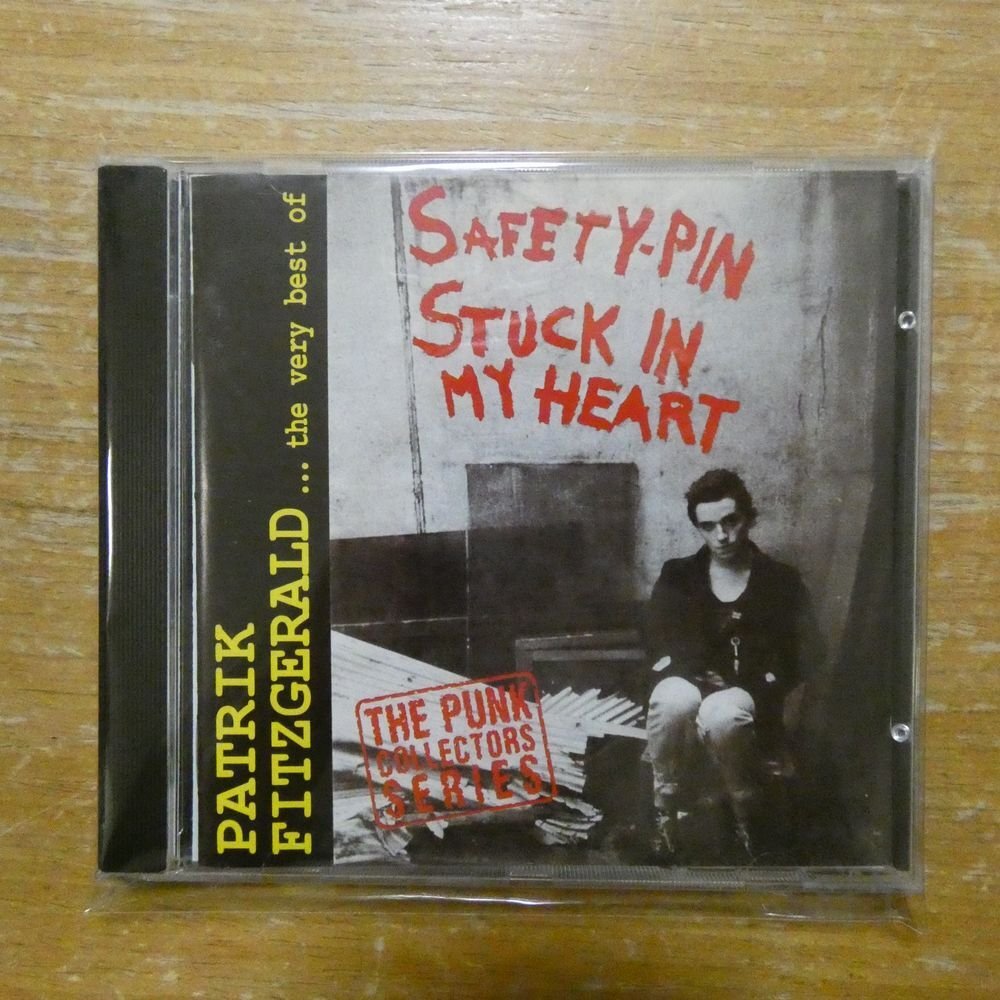 PATRIK
FITZGERALD ... the very best of
SAFETY-PIN
STUCK IN
MY HEART
THE PUNK
COLLECTORS
SERIES